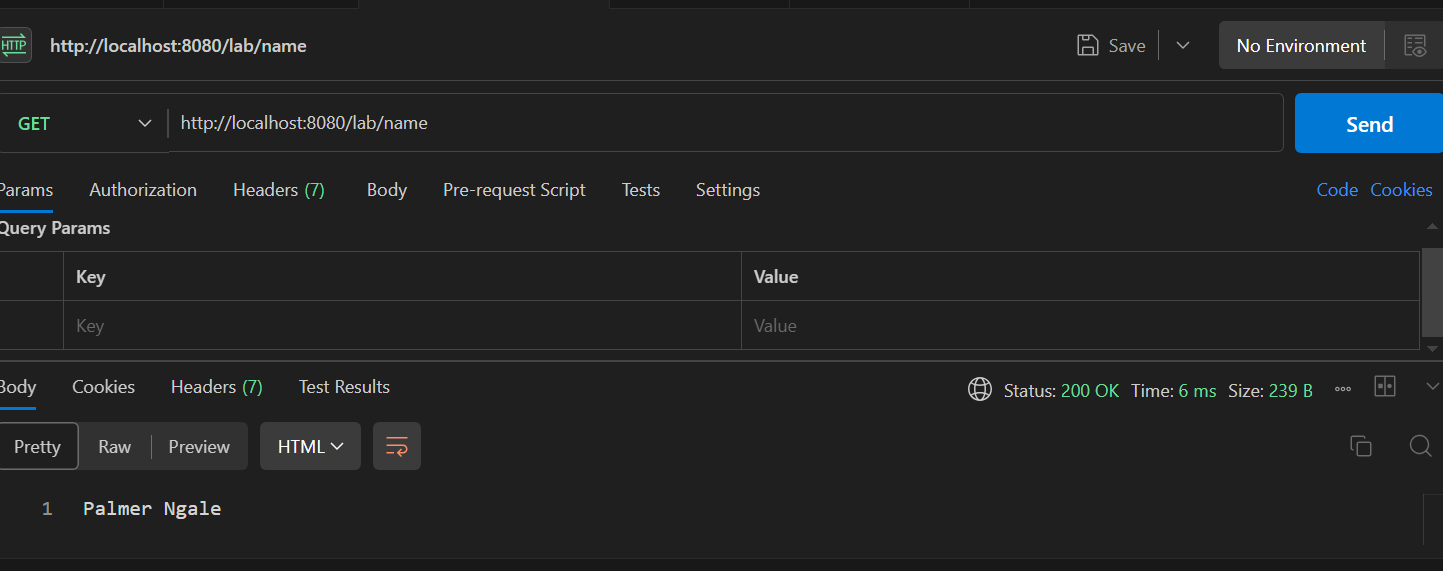 HTTP http://localhost:8080/lab/name Save No Environment
GET http://localhost:8080/lab/name Send
Params Authorization Headers (7) Body Pre-request Script Tests Settings Code Cookies
Query Params
Key Value
Key Value
Body Cookies Headers (7) Test Results Status: 200 OK Time: 6 ms Size: 239 B
Pretty Raw Preview HTML
1 Palmer Ngale